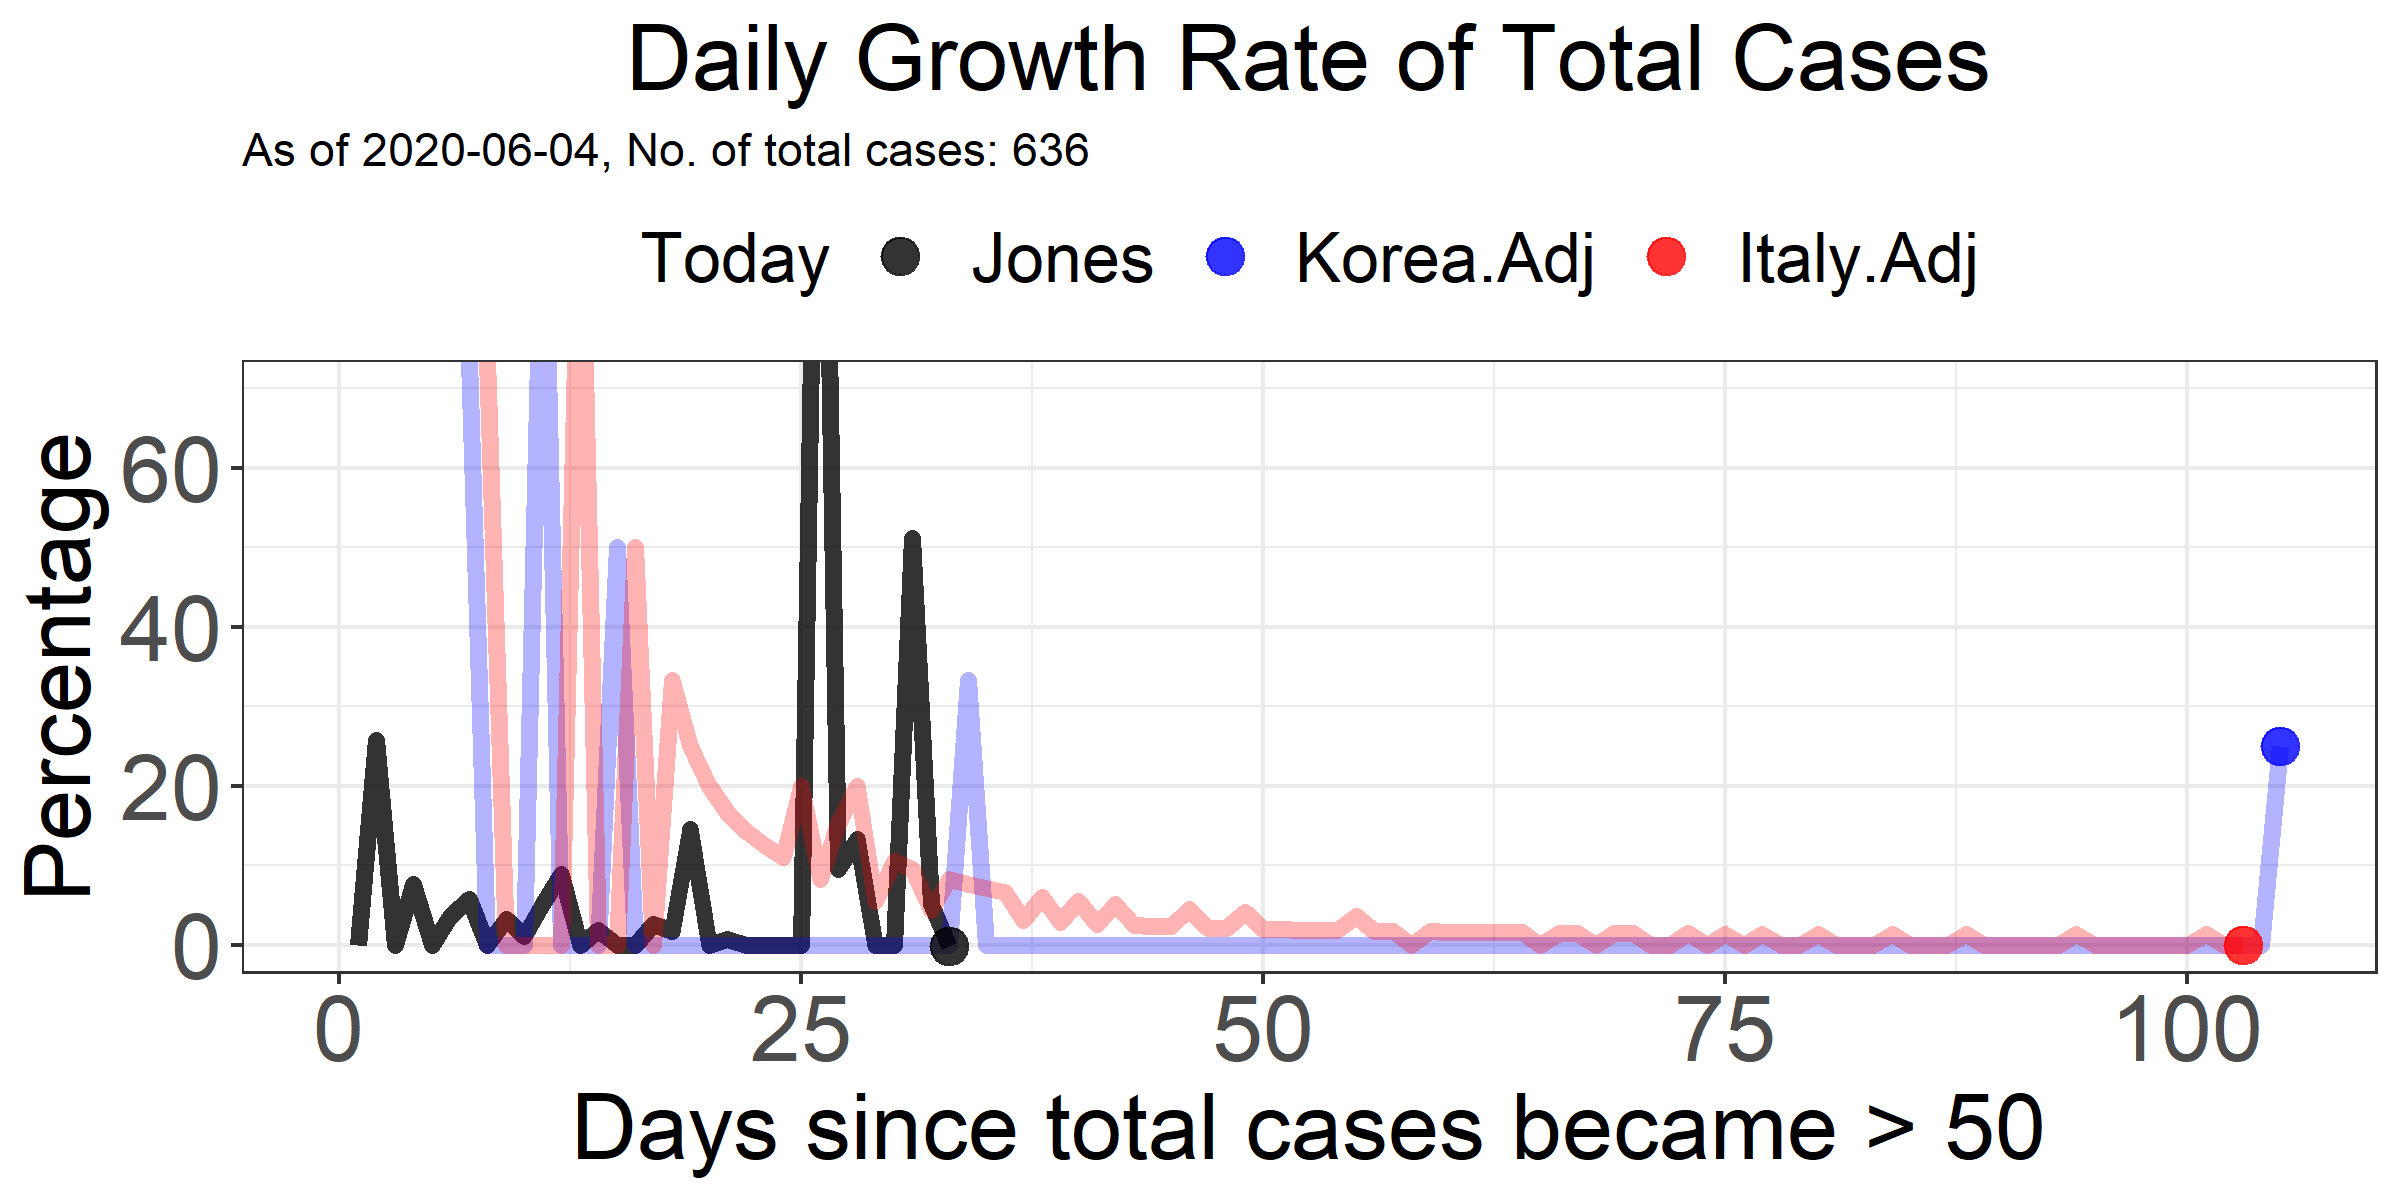 Daily Growth Rate of Total Cases
As of 2020-06-04, No. of total cases: 636
Today Jones Korea.Adj Italy.Adj
Percentage
60
40
20
0
0 25 50 75 100
Days since total cases became > 50